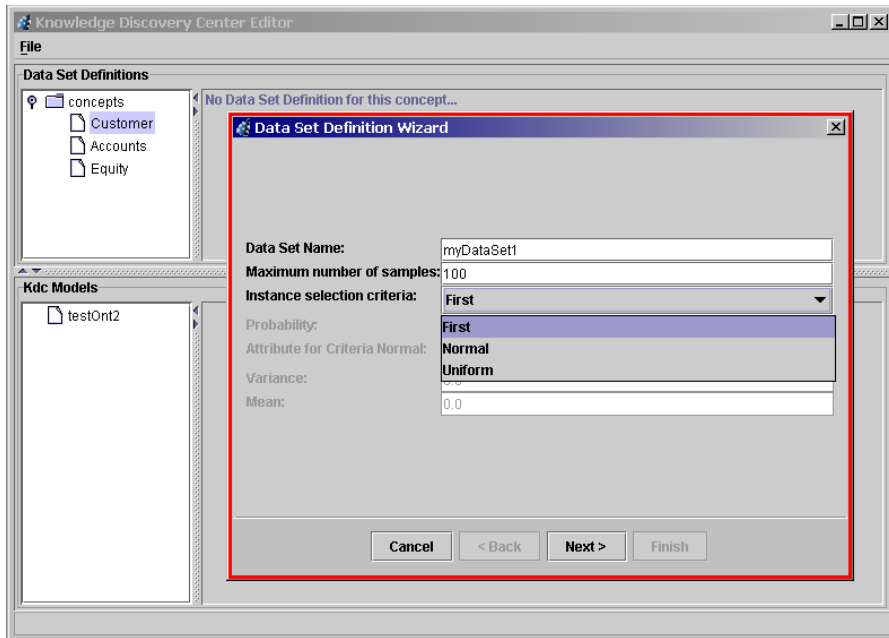 Knowledge Discovery Center Editor
File
Data Set Definitions
concepts
Customer
Accounts
Equity
No Data Set Definition for this concept...
Data Set Definition Wizard
Data Set Name: myDataSet1
Maximum number of samples: 100
Instance selection criteria: First
Probability: First
Attribute for Criteria Normal: Normal
Uniform
Variance: 0.0
Mean: 0.0
Cancel < Back Next > Finish
Kdc Models
testOnt2